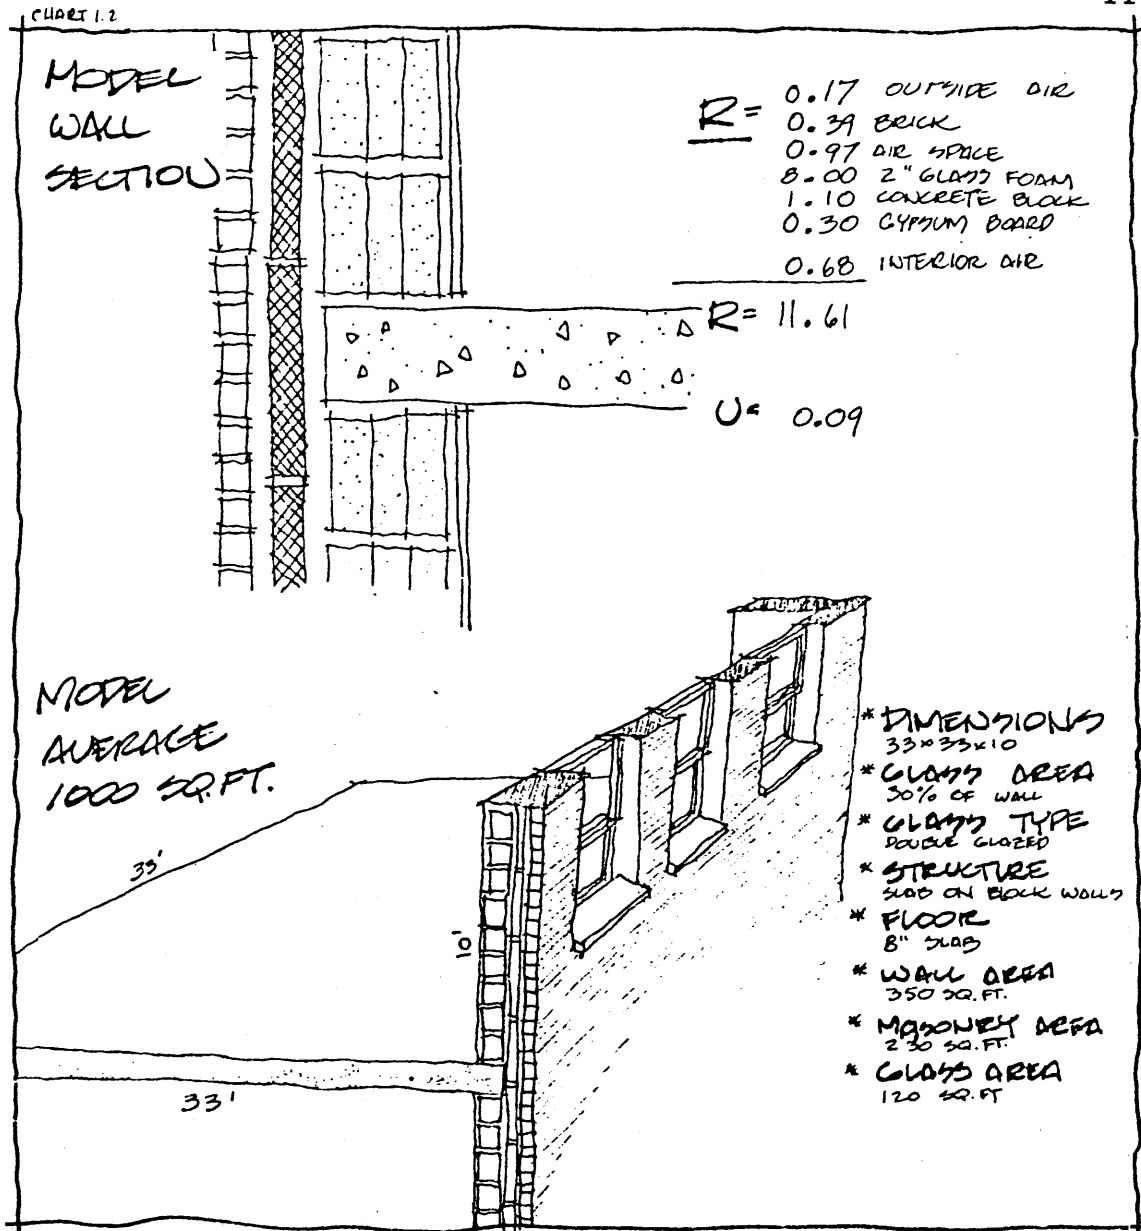 11
CHART 1.2
MODEL
WALL
SECTION
R= 0.17 OUTSIDE AIR
0.39 BRICK
0.97 AIR SPACE
8.00 2" GLASS FOAM
1.10 CONCRETE BLOCK
0.30 GYPSUM BOARD
0.68 INTERIOR AIR
R= 11.61
U= 0.09
MODEL
AVERAGE
1000 SQ.FT.
33'
10'
33'
* DIMENSIONS
33x33x10
* GLASS AREA
30% OF WALL
* GLASS TYPE
DOUBLE GLAZED
* STRUCTURE
SLAB ON BLOCK WALLS
* FLOOR
8" SLAB
* WALL AREA
350 SQ.FT.
* MASONRY AREA
230 SQ.FT.
* GLASS AREA
120 SQ.FT